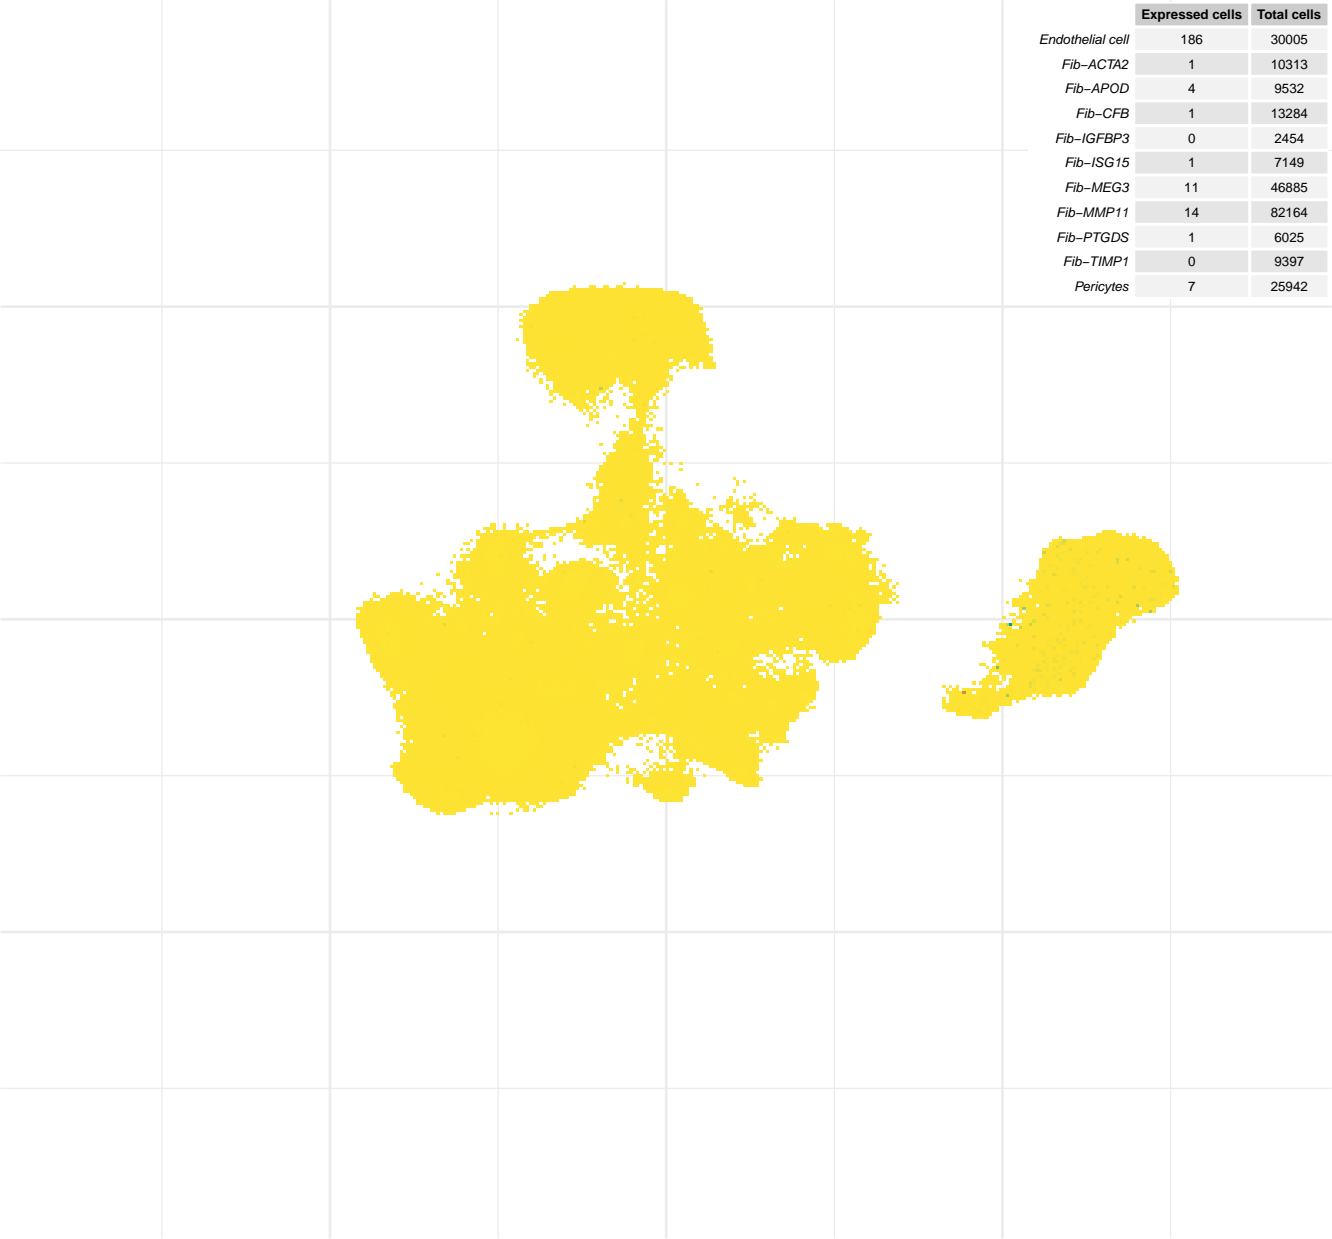 Expressed cells Total cells
Endothelial cell 186 30005
Fib−ACTA2 1 10313
Fib−APOD 4 9532
Fib−CFB 1 13284
Fib−IGFBP3 0 2454
Fib−ISG15 1 7149
Fib−MEG3 11 46885
Fib−MMP11 14 82164
Fib−PTGDS 1 6025
Fib−TIMP1 0 9397
Pericytes 7 25942